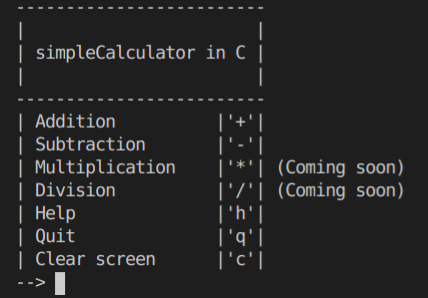 -------------------------
|                       |
| simpleCalculator in C |
|                       |
-------------------------
| Addition          |'+'|
| Subtraction       |'-'|
| Multiplication    |'*'| (Coming soon)
| Division          |'/'| (Coming soon)
| Help              |'h'|
| Quit              |'q'|
| Clear screen      |'c'|
-->